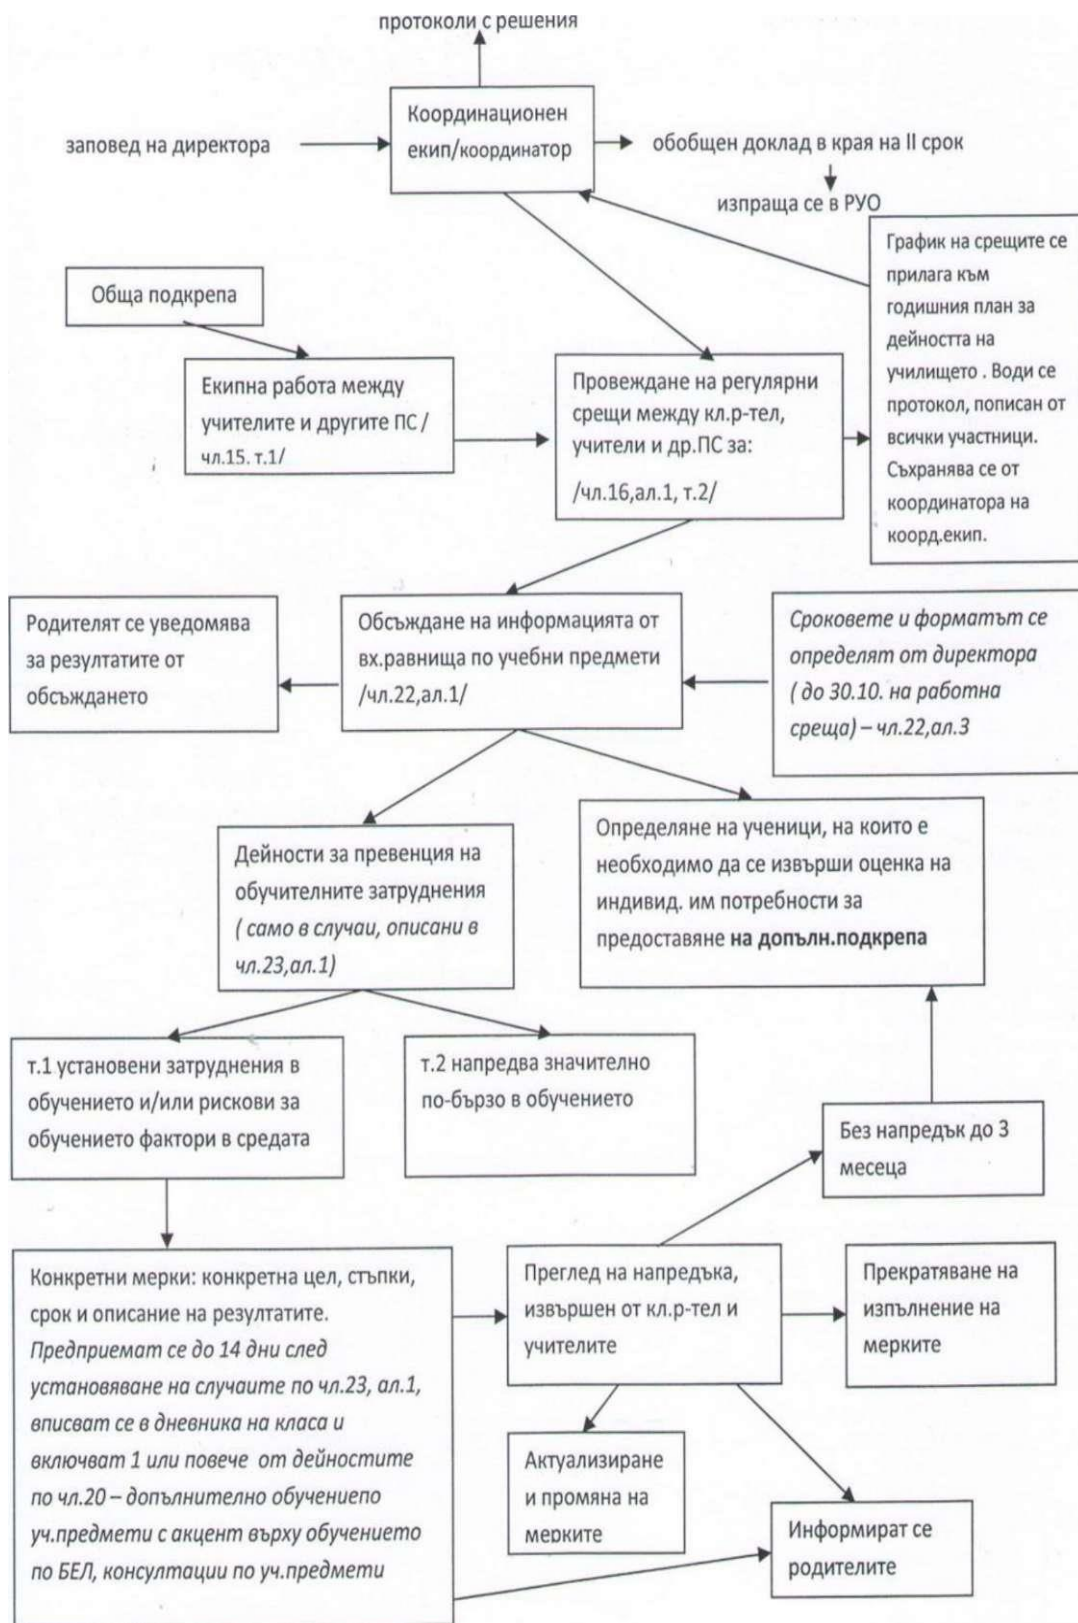 протоколи с решения
Координационен
екип/координатор
заповед на директора
обобщен доклад в края на II срок
изпраща се в РУО
График на срещите се
прилага към
годишния план за
дейността на
училището . Води се
протокол, пописан от
всички участници.
Съхранява се от
координатора на
коорд.екип.
Обща подкрепа
Екипна работа между
учителите и другите ПС /
чл.15. т.1/
Провеждане на регулярни
срещи между кл.р-тел,
учители и др.ПС за:
/чл.16,ал.1, т.2/
Родителят се уведомява
за резултатите от
обсъждането
Обсъждане на информацията от
вх.равнища по учебни предмети
/чл.22,ал.1/
Сроковете и форматът се
определят от директора
( до 30.10. на работна
среща) – чл.22,ал.3
Дейности за превенция на
обучителните затруднения
( само в случаи, описани в
чл.23,ал.1)
Определяне на ученици, на които е
необходимо да се извърши оценка на
индивид. им потребности за
предоставяне на допълн.подкрепа
т.1 установени затруднения в
обучението и/или рискови за
обучението фактори в средата
т.2 напредва значително
по-бързо в обучението
Без напредък до 3
месеца
Конкретни мерки: конкретна цел, стъпки,
срок и описание на резултатите.
Предприемат се до 14 дни след
установяване на случаите по чл.23, ал.1,
вписват се в дневника на класа и
включват 1 или повече от дейностите
по чл.20 – допълнително обучениепо
уч.предмети с акцент върху обучението
по БЕЛ, консултации по уч.предмети
Преглед на напредъка,
извършен от кл.р-тел и
учителите
Прекратяване на
изпълнение на
мерките
Актуализиране
и промяна на
мерките
Информират се
родителите